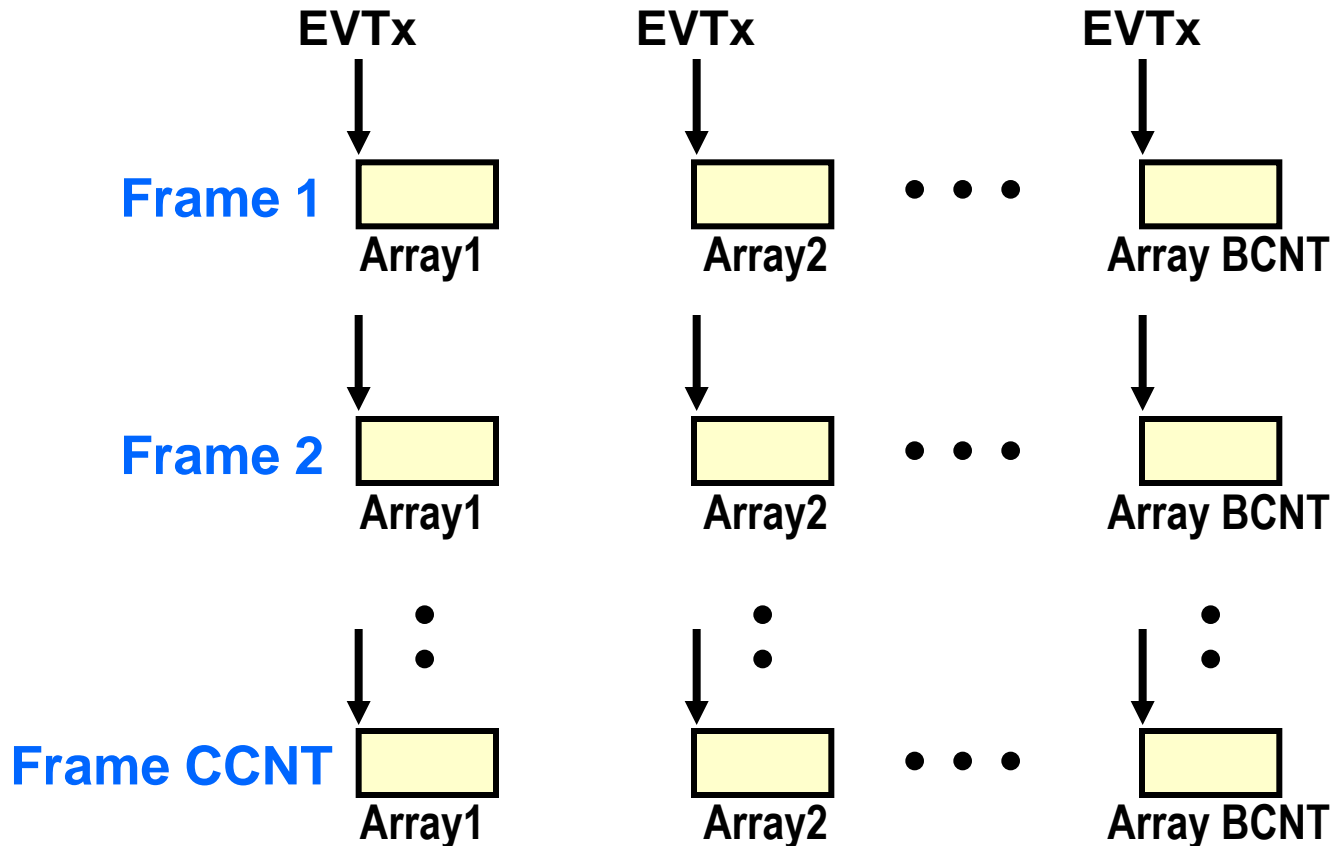 EVTx EVTx EVTx
Frame 1
Array1 Array2 Array BCNT
Frame 2
Array1 Array2 Array BCNT
Frame CCNT
Array1 Array2 Array BCNT